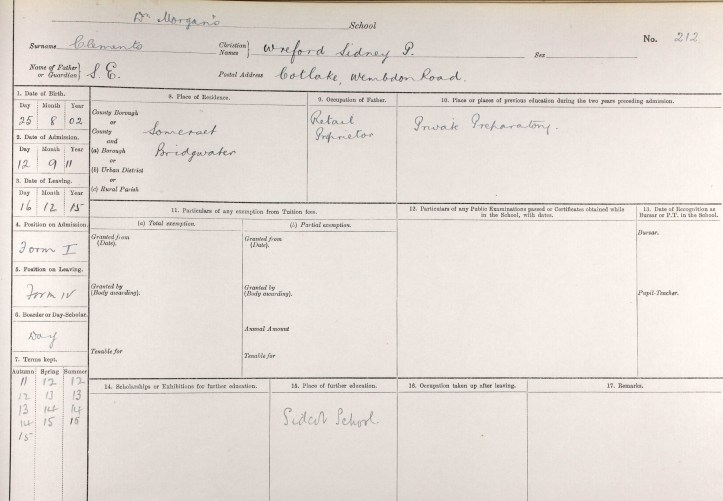 Dr Morgan's School
No. 212
Surname Clements Christian Names } Wreford Sidney P. Sex
Name of Father or Guardian } S. E. Postal Address Cotlake, Wembdon Road.
1. Date of Birth.
Day Month Year
25 8 02
2. Date of Admission.
Day Month Year
12 9 11
3. Date of Leaving.
Day Month Year
16 12 15
4. Position on Admission.
Form I
5. Position on Leaving.
Form IV
6. Boarder or Day-Scholar.
Day
7. Terms kept.
Autumn Spring Summer
11 12 12
12 13 13
13 14 14
14 15 15
15
8. Place of Residence.
County Borough
or
County Somerset
and
(a) Borough Bridgwater
or
(b) Urban District
or
(c) Rural Parish
9. Occupation of Father.
Retail
Proprietor
10. Place or places of previous education during the two years preceding admission.
Private Preparatory.
11. Particulars of any exemption from Tuition fees.
(a) Total exemption.
Granted from
(Date).
Granted by
(Body awarding).
Tenable for
(b) Partial exemption.
Granted from
(Date).
Granted by
(Body awarding).
Annual Amount
Tenable for
12. Particulars of any Public Examinations passed or Certificates obtained while
in the School, with dates.
13. Date of Recognition as
Bursar or P.T. in the School.
Bursar.
Pupil-Teacher.
14. Scholarships or Exhibitions for further education.
15. Place of further education.
Sidcot School.
16. Occupation taken up after leaving.
17. Remarks.